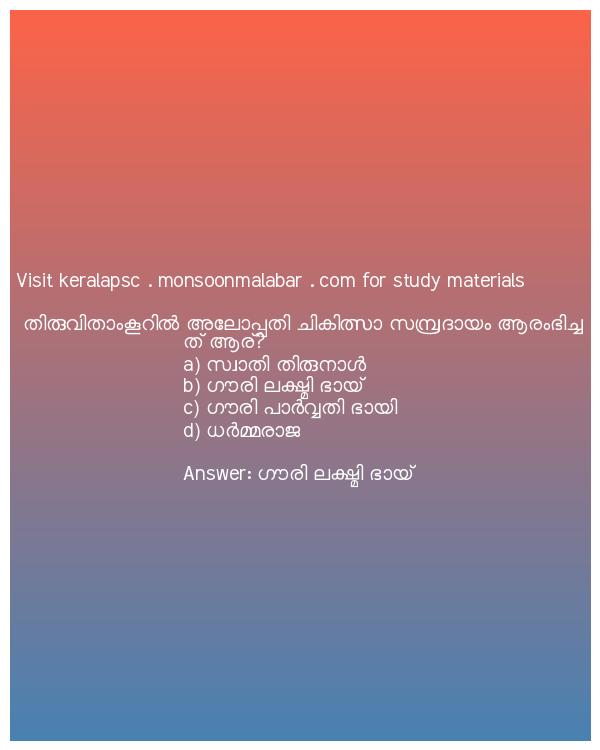 Visit keralapsc . monsoonmalabar . com for study materials
തിരുവിതാംകൂറിൽ അലോപ്പതി ചികിത്സാ സമ്പ്രദായം ആരംഭിച്ച
ത് ആര്?
a) സ്വാതി തിരുനാൾ
b) ഗൗരി ലക്ഷ്മി ഭായ്
c) ഗൗരി പാർവ്വതി ഭായി
d) ധർമ്മരാജ
Answer: ഗൗരി ലക്ഷ്മി ഭായ്